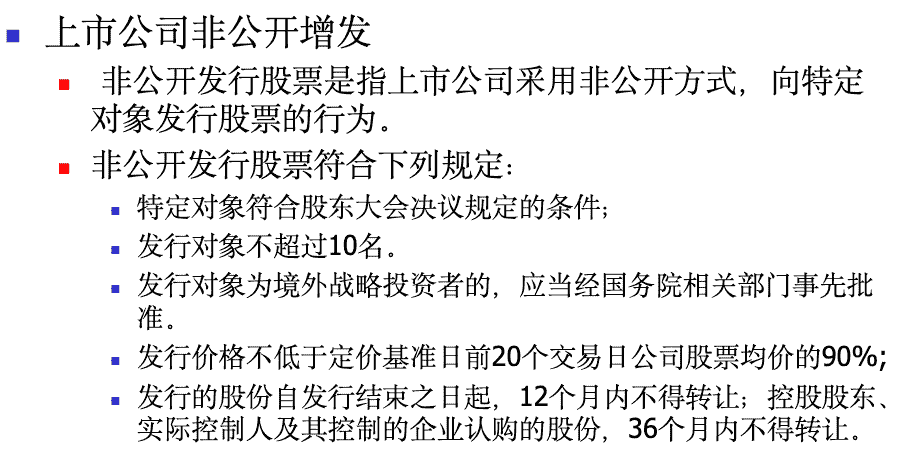 上市公司非公开增发
非公开发行股票是指上市公司采用非公开方式，向特定
对象发行股票的行为。
非公开发行股票符合下列规定：
特定对象符合股东大会决议规定的条件；
发行对象不超过10名。
发行对象为境外战略投资者的，应当经国务院相关部门事先批
准。
发行价格不低于定价基准日前20个交易日公司股票均价的90%;
发行的股份自发行结束之日起，12个月内不得转让；控股股东、
实际控制人及其控制的企业认购的股份，36个月内不得转让。